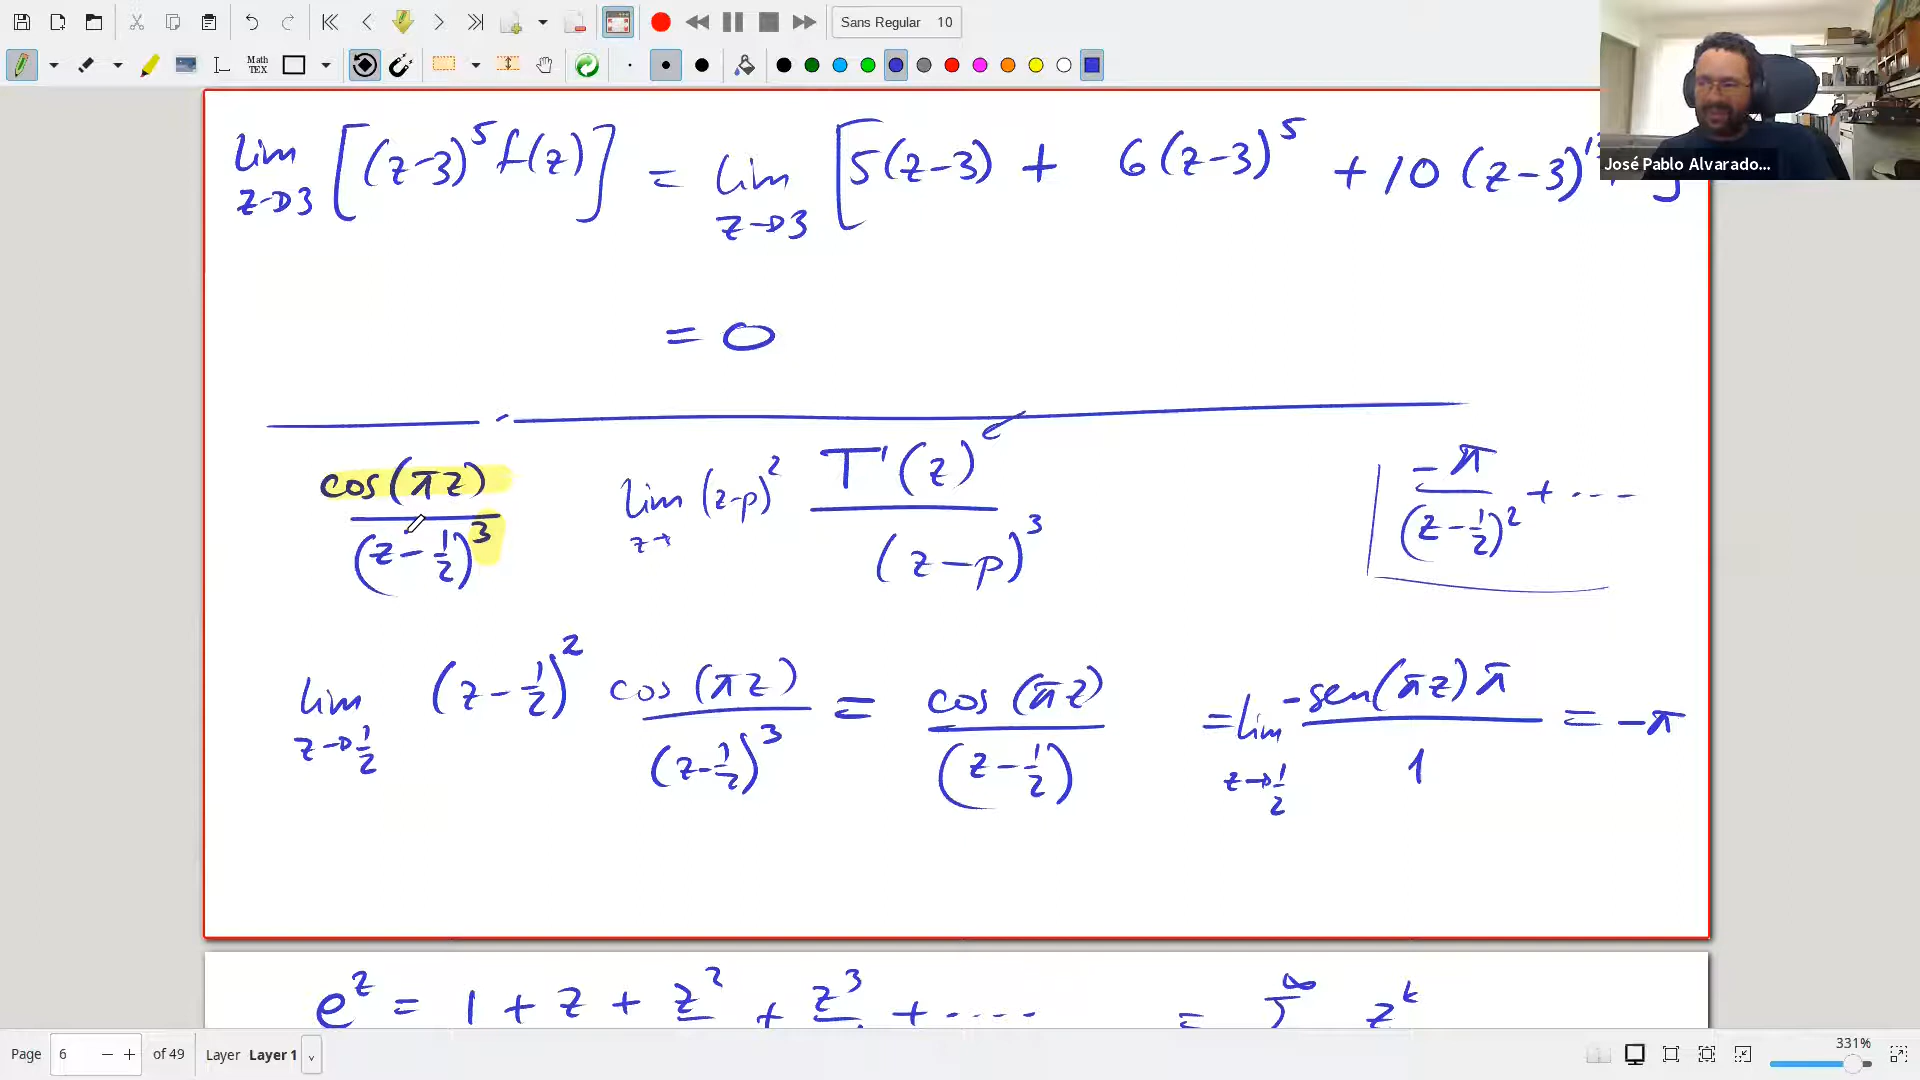 Sans Regular 10
Math
TEX
José Pablo Alvarado...
lim z→3 [(z-3)^5 f(z)] = lim z→3 [5(z-3) + 6(z-3)^5 + 10(z-3)
= 0
cos(πz) / (z-1/2)^3
lim z→ (z-p)^2 T'(z) / (z-p)^3
-π / (z-1/2)^2 + ....
lim z→1/2 (z-1/2)^2 cos(πz) / (z-1/2)^3 = cos(πz) / (z-1/2) = lim z→1/2 -sen(πz)π / 1 = -π
e^z = 1 + z + z^2 + z^3 + ..... = ∞ z^k
Page 6 of 49 Layer Layer 1
331%